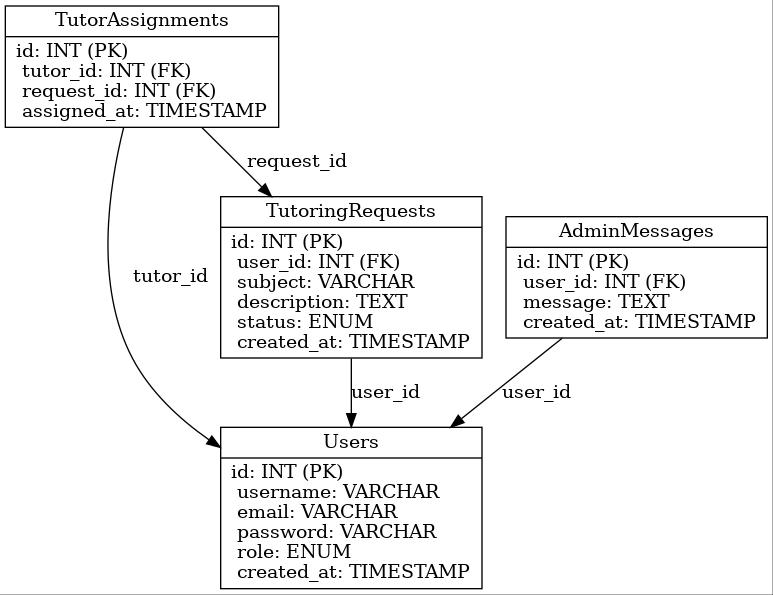 TutorAssignments
id: INT (PK)
tutor_id: INT (FK)
request_id: INT (FK)
assigned_at: TIMESTAMP
request_id
tutor_id
TutoringRequests
id: INT (PK)
user_id: INT (FK)
subject: VARCHAR
description: TEXT
status: ENUM
created_at: TIMESTAMP
AdminMessages
id: INT (PK)
user_id: INT (FK)
message: TEXT
created_at: TIMESTAMP
user_id
user_id
Users
id: INT (PK)
username: VARCHAR
email: VARCHAR
password: VARCHAR
role: ENUM
created_at: TIMESTAMP